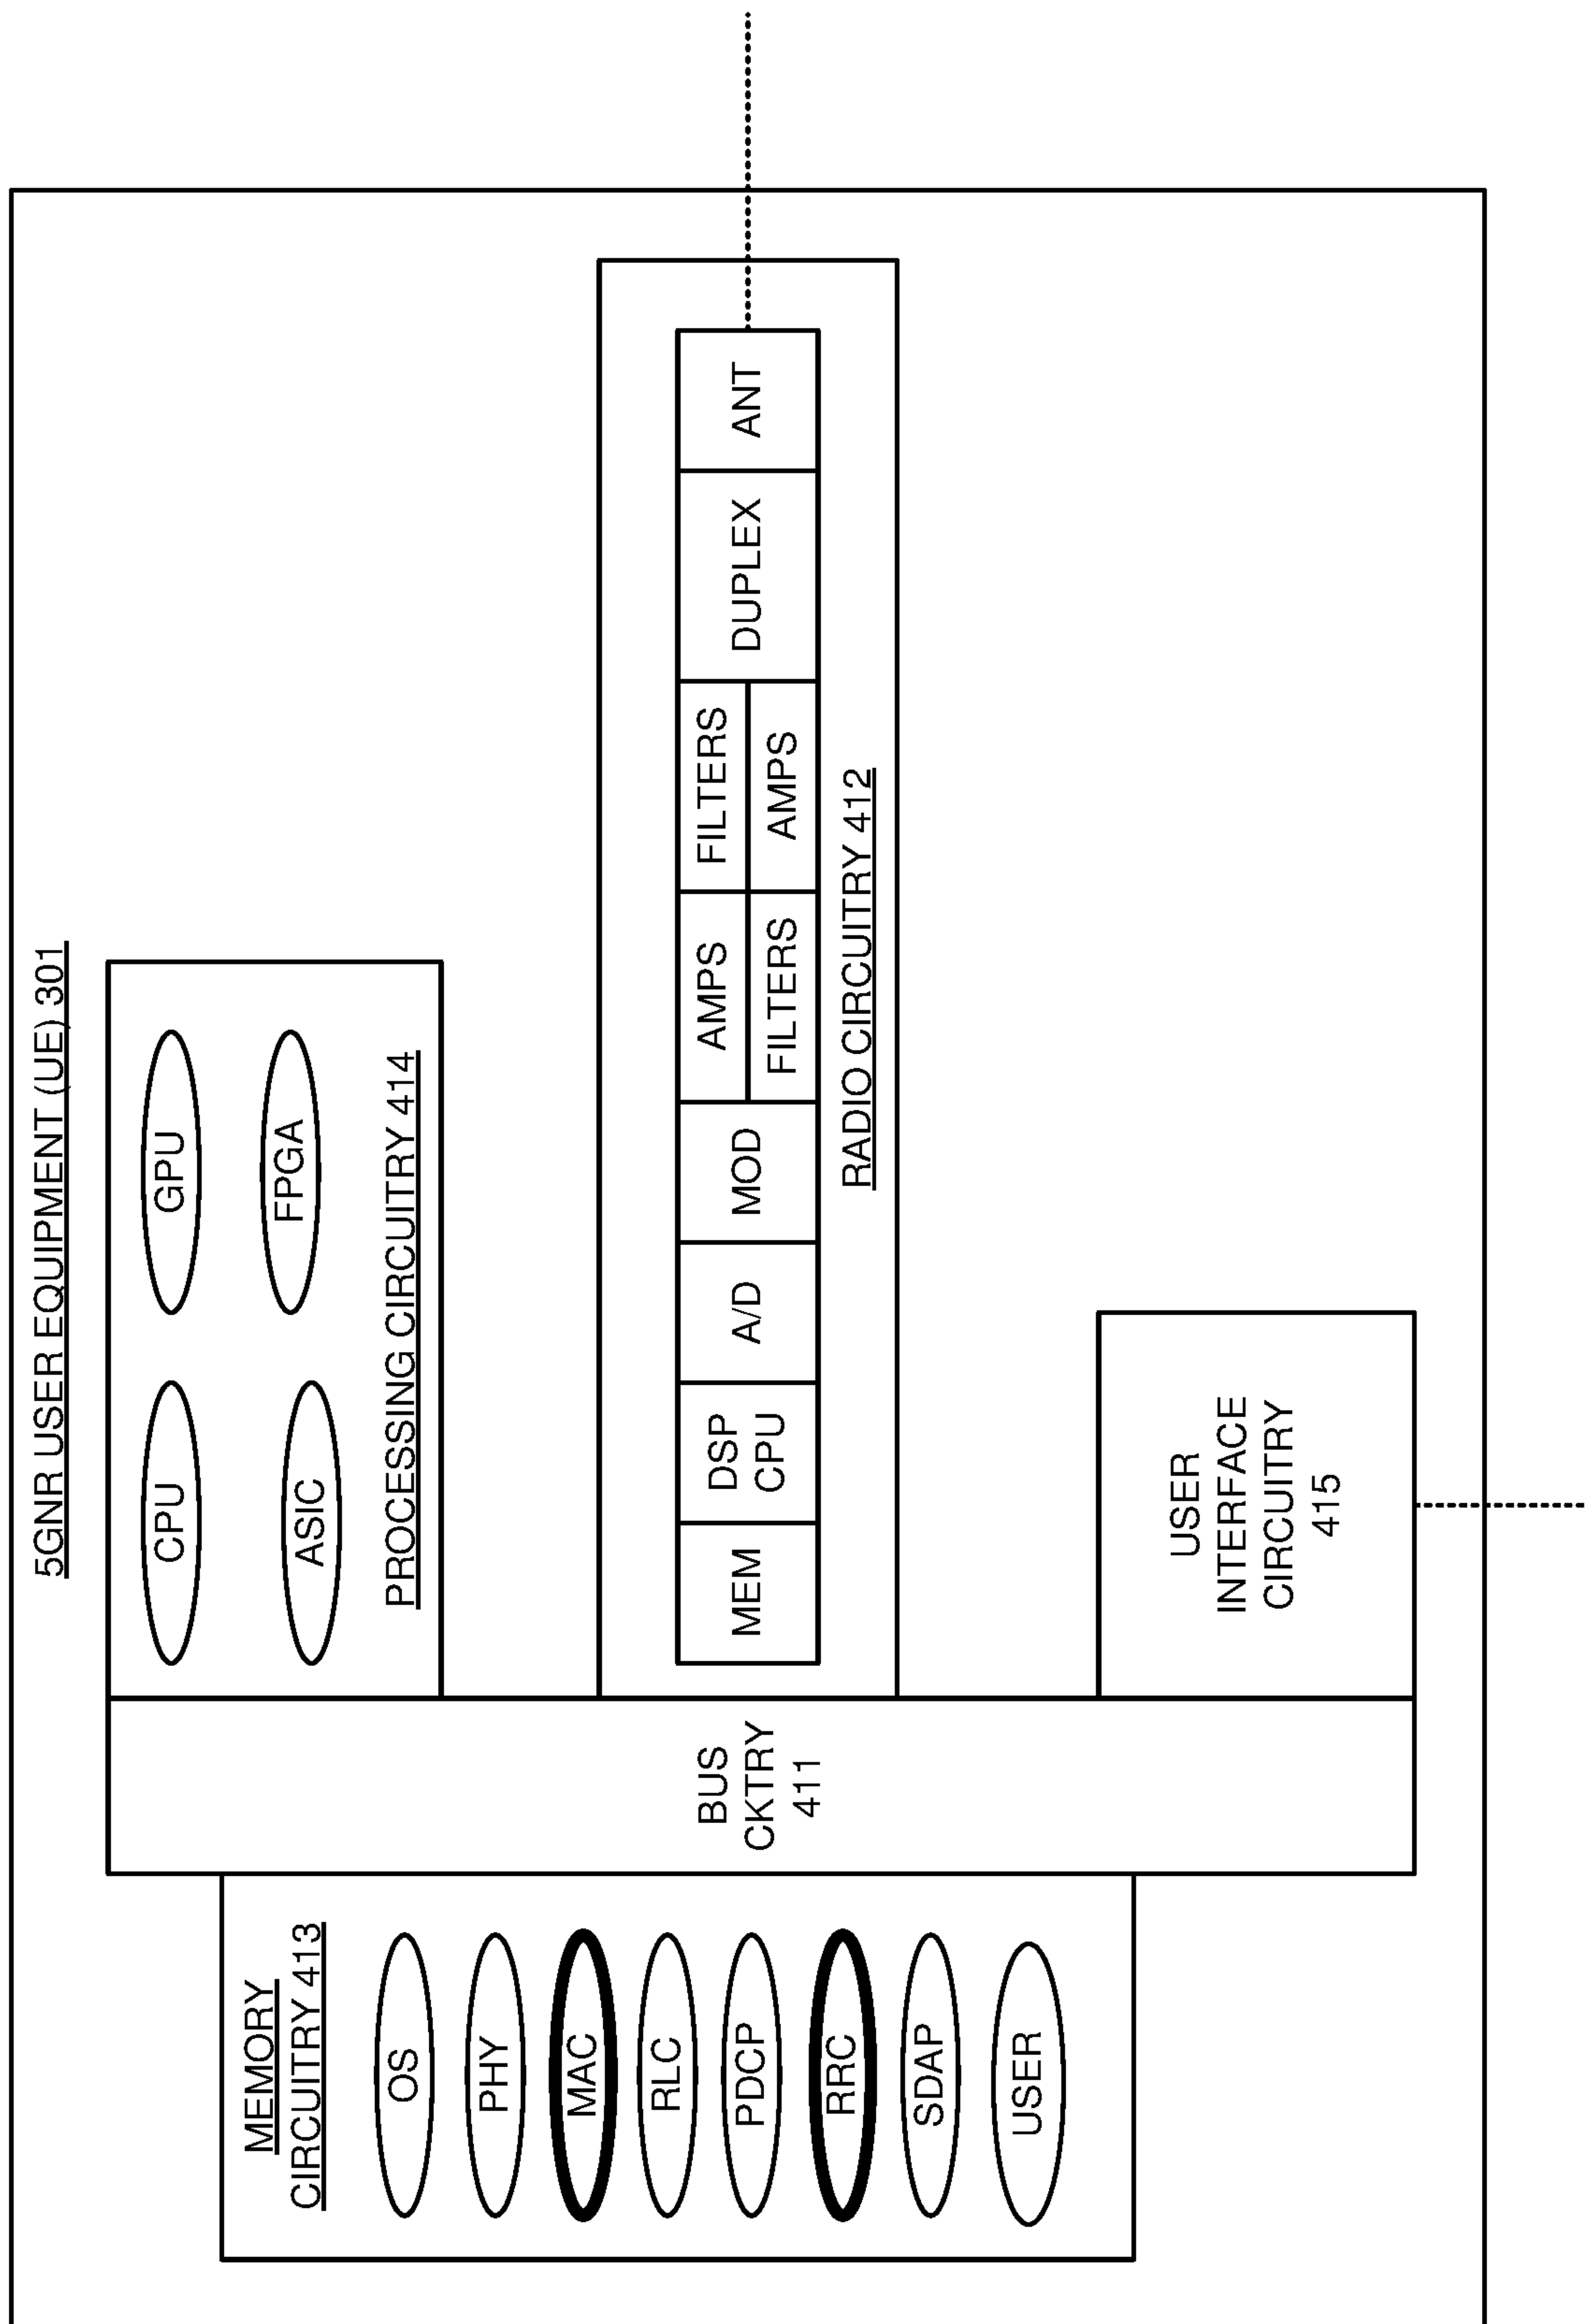 5GNR USER EQUIPMENT (UE) 301
MEMORY
CIRCUITRY 413
OS
PHY
MAC
RLC
PDCP
RRC
SDAP
USER
BUS
CKTRY
411
CPU
GPU
ASIC
FPGA
PROCESSING CIRCUITRY 414
MEM
DSP
CPU
A/D
MOD
AMPS
FILTERS
FILTERS
AMPS
DUPLEX
ANT
RADIO CIRCUITRY 412
USER
INTERFACE
CIRCUITRY
415